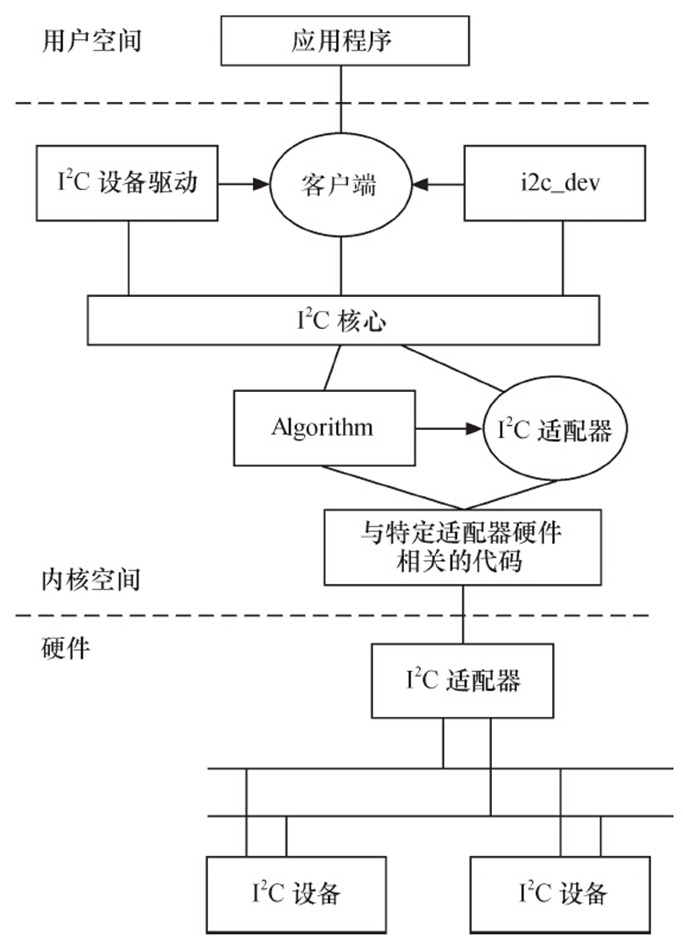 用户空间
应用程序
I²C 设备驱动
客户端
i2c_dev
I²C 核心
Algorithm
I²C 适配器
与特定适配器硬件
相关的代码
内核空间
硬件
I²C 适配器
I²C 设备
I²C 设备